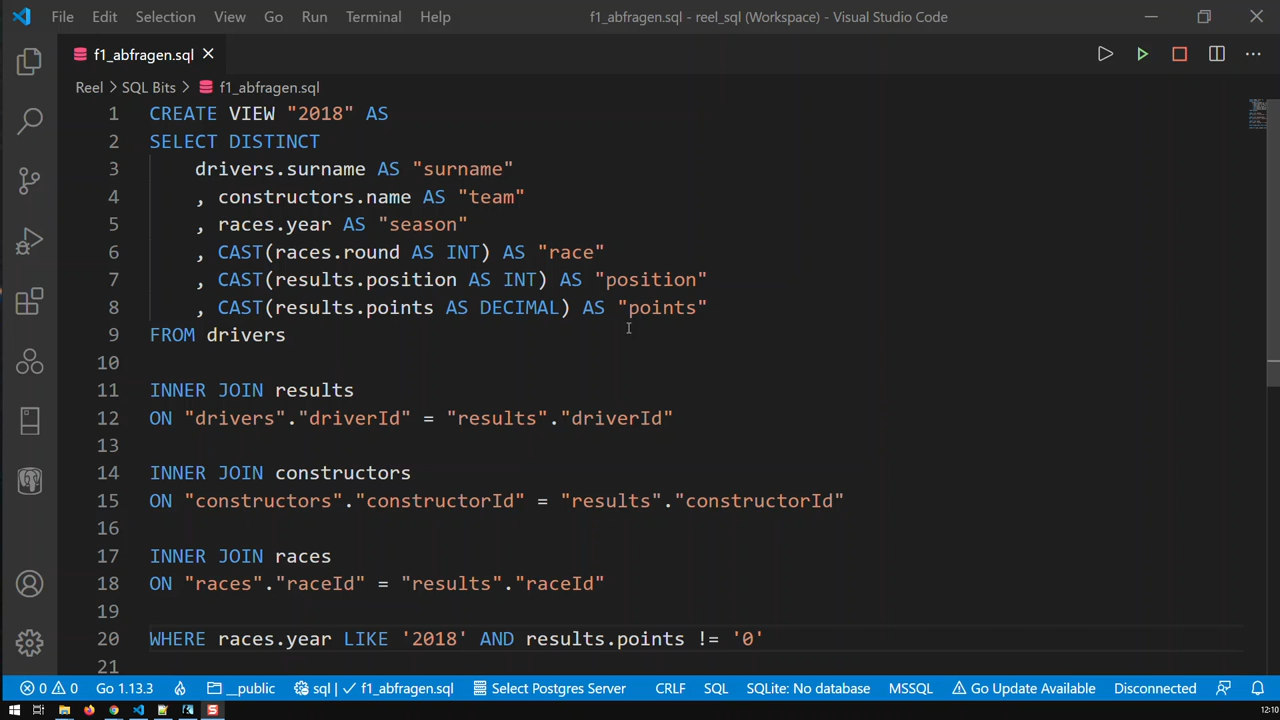 File Edit Selection View Go Run Terminal Help f1_abfragen.sql - reel_sql (Workspace) - Visual Studio Code
f1_abfragen.sql
Reel > SQL Bits > f1_abfragen.sql
1 CREATE VIEW "2018" AS
2 SELECT DISTINCT
3 drivers.surname AS "surname"
4 , constructors.name AS "team"
5 , races.year AS "season"
6 , CAST(races.round AS INT) AS "race"
7 , CAST(results.position AS INT) AS "position"
8 , CAST(results.points AS DECIMAL) AS "points"
9 FROM drivers
10
11 INNER JOIN results
12 ON "drivers"."driverId" = "results"."driverId"
13
14 INNER JOIN constructors
15 ON "constructors"."constructorId" = "results"."constructorId"
16
17 INNER JOIN races
18 ON "races"."raceId" = "results"."raceId"
19
20 WHERE races.year LIKE '2018' AND results.points != '0'
21
0 0 Go 1.13.3 __public sql | ✓ f1_abfragen.sql Select Postgres Server CRLF SQL SQLite: No database MSSQL Go Update Available Disconnected
12:10